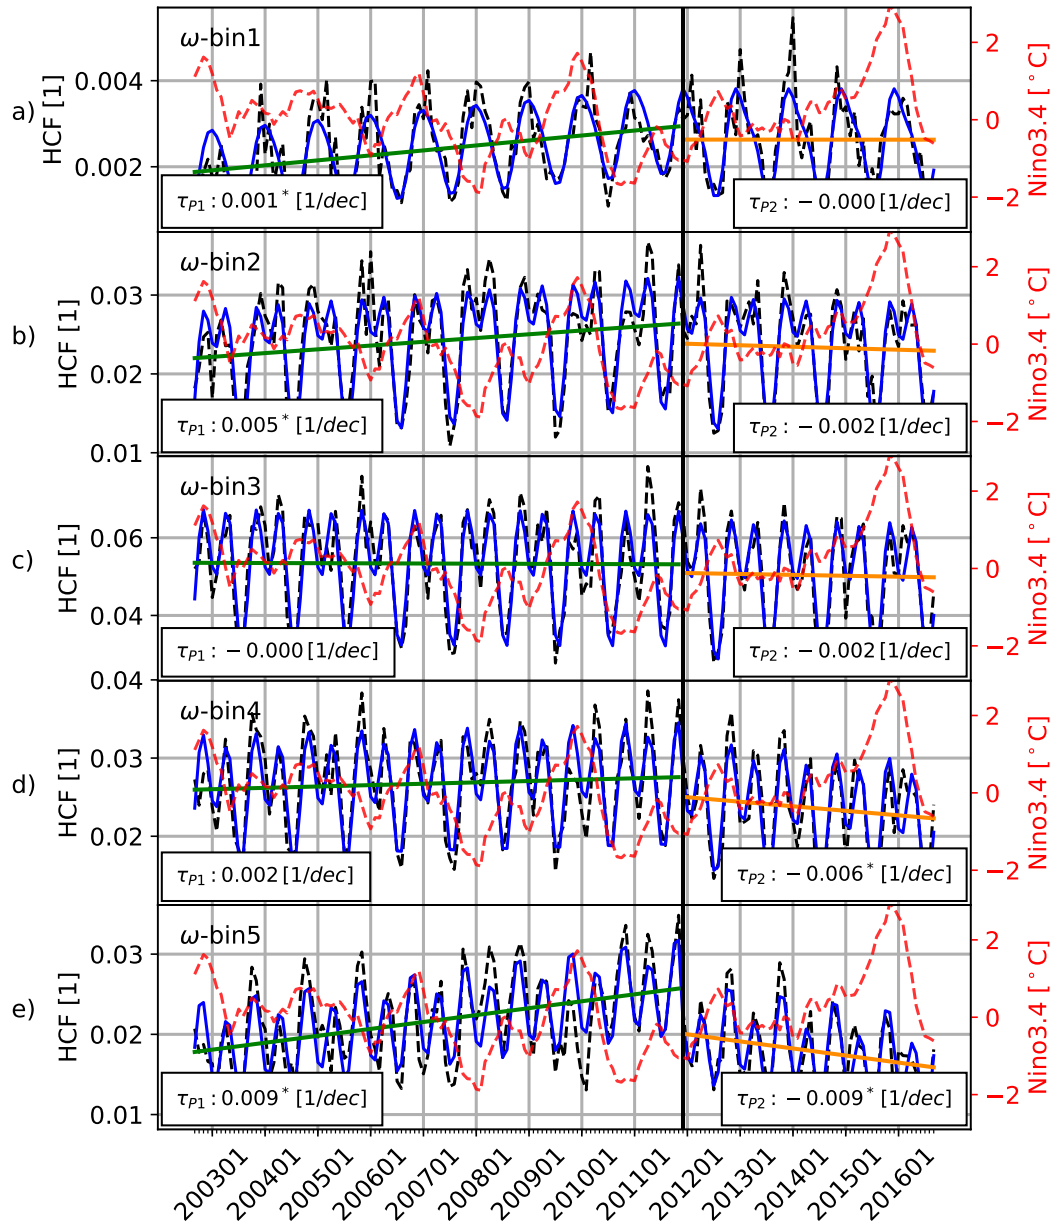 a)
HCF [1]
0.004
0.002
ω-bin1
τP1 : 0.001* [1/dec]
τP2 : −0.000 [1/dec]
2
0
−2
Nino3.4 [°C]
b)
HCF [1]
0.03
0.02
0.01
ω-bin2
τP1 : 0.005* [1/dec]
τP2 : −0.002 [1/dec]
2
0
−2
Nino3.4 [°C]
c)
HCF [1]
0.06
0.04
ω-bin3
τP1 : −0.000 [1/dec]
τP2 : −0.002 [1/dec]
2
0
−2
Nino3.4 [°C]
d)
HCF [1]
0.04
0.03
0.02
ω-bin4
τP1 : 0.002 [1/dec]
τP2 : −0.006* [1/dec]
2
0
−2
Nino3.4 [°C]
e)
HCF [1]
0.03
0.02
0.01
ω-bin5
τP1 : 0.009* [1/dec]
τP2 : −0.009* [1/dec]
2
0
−2
Nino3.4 [°C]
200301
200401
200501
200601
200701
200801
200901
201001
201101
201201
201301
201401
201501
201601